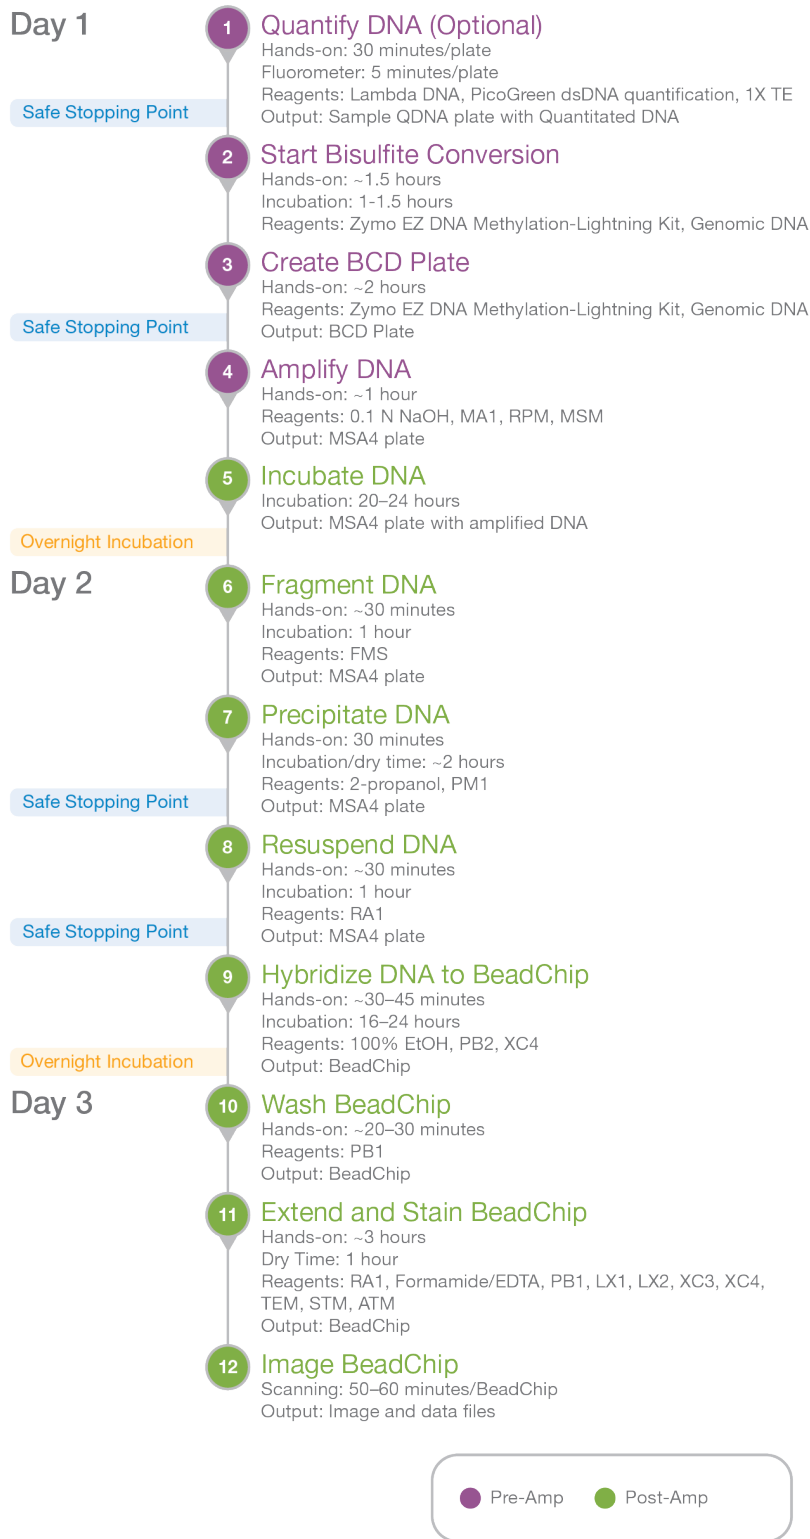 Day 1
1
Quantify DNA (Optional)
Hands-on: 30 minutes/plate
Fluorometer: 5 minutes/plate
Reagents: Lambda DNA, PicoGreen dsDNA quantification, 1X TE
Safe Stopping Point
Output: Sample QDNA plate with Quantitated DNA
2
Start Bisulfite Conversion
Hands-on: ~1.5 hours
Incubation: 1-1.5 hours
Reagents: Zymo EZ DNA Methylation-Lightning Kit, Genomic DNA
3
Create BCD Plate
Hands-on: ~2 hours
Reagents: Zymo EZ DNA Methylation-Lightning Kit, Genomic DNA
Safe Stopping Point
Output: BCD Plate
4
Amplify DNA
Hands-on: ~1 hour
Reagents: 0.1 N NaOH, MA1, RPM, MSM
Output: MSA4 plate
5
Incubate DNA
Incubation: 20–24 hours
Output: MSA4 plate with amplified DNA
Overnight Incubation
Day 2
6
Fragment DNA
Hands-on: ~30 minutes
Incubation: 1 hour
Reagents: FMS
Output: MSA4 plate
7
Precipitate DNA
Hands-on: 30 minutes
Incubation/dry time: ~2 hours
Reagents: 2-propanol, PM1
Safe Stopping Point
Output: MSA4 plate
8
Resuspend DNA
Hands-on: ~30 minutes
Incubation: 1 hour
Reagents: RA1
Safe Stopping Point
Output: MSA4 plate
9
Hybridize DNA to BeadChip
Hands-on: ~30–45 minutes
Incubation: 16–24 hours
Reagents: 100% EtOH, PB2, XC4
Overnight Incubation
Output: BeadChip
Day 3
10
Wash BeadChip
Hands-on: ~20–30 minutes
Reagents: PB1
Output: BeadChip
11
Extend and Stain BeadChip
Hands-on: ~3 hours
Dry Time: 1 hour
Reagents: RA1, Formamide/EDTA, PB1, LX1, LX2, XC3, XC4,
TEM, STM, ATM
Output: BeadChip
12
Image BeadChip
Scanning: 50–60 minutes/BeadChip
Output: Image and data files
Pre-Amp
Post-Amp